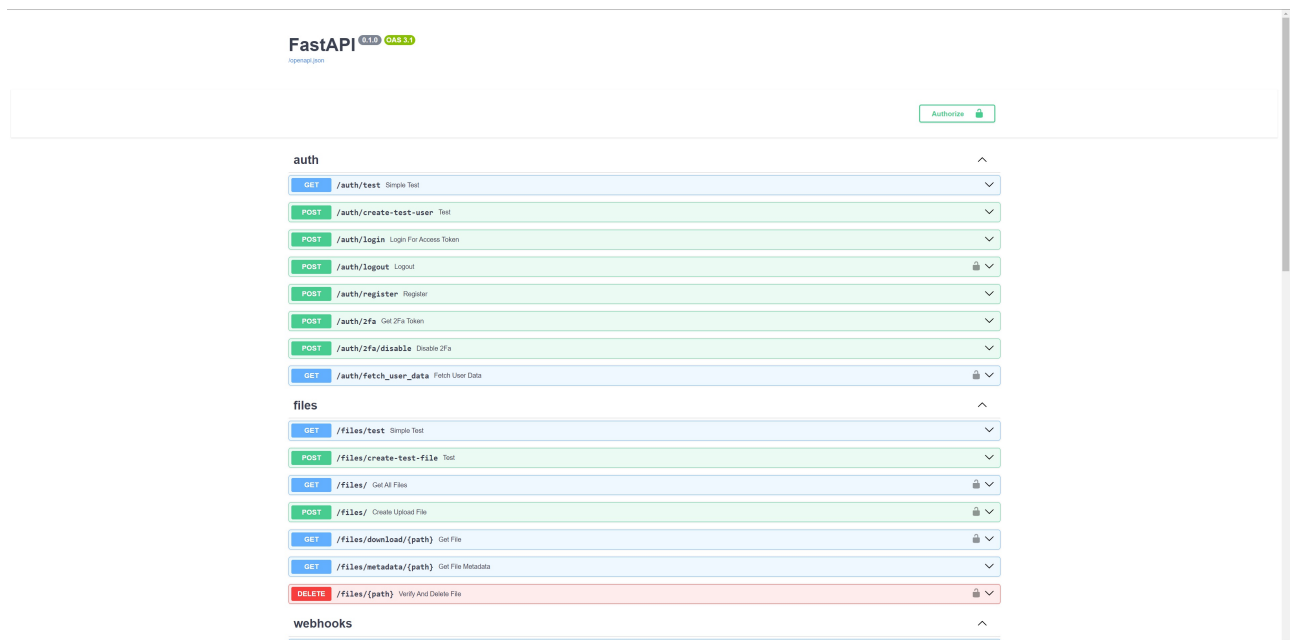 FastAPI 0.1.0 OAS 3.1
/openapi.json
Authorize
auth
GET /auth/test Simple Test
POST /auth/create-test-user Test
POST /auth/login Login For Access Token
POST /auth/logout Logout
POST /auth/register Register
POST /auth/2fa Get 2Fa Token
POST /auth/2fa/disable Disable 2Fa
GET /auth/fetch_user_data Fetch User Data
files
GET /files/test Simple Test
POST /files/create-test-file Test
GET /files/ Get All Files
POST /files/ Create Upload File
GET /files/download/{path} Get File
GET /files/metadata/{path} Get File Metadata
DELETE /files/{path} Verify And Delete File
webhooks